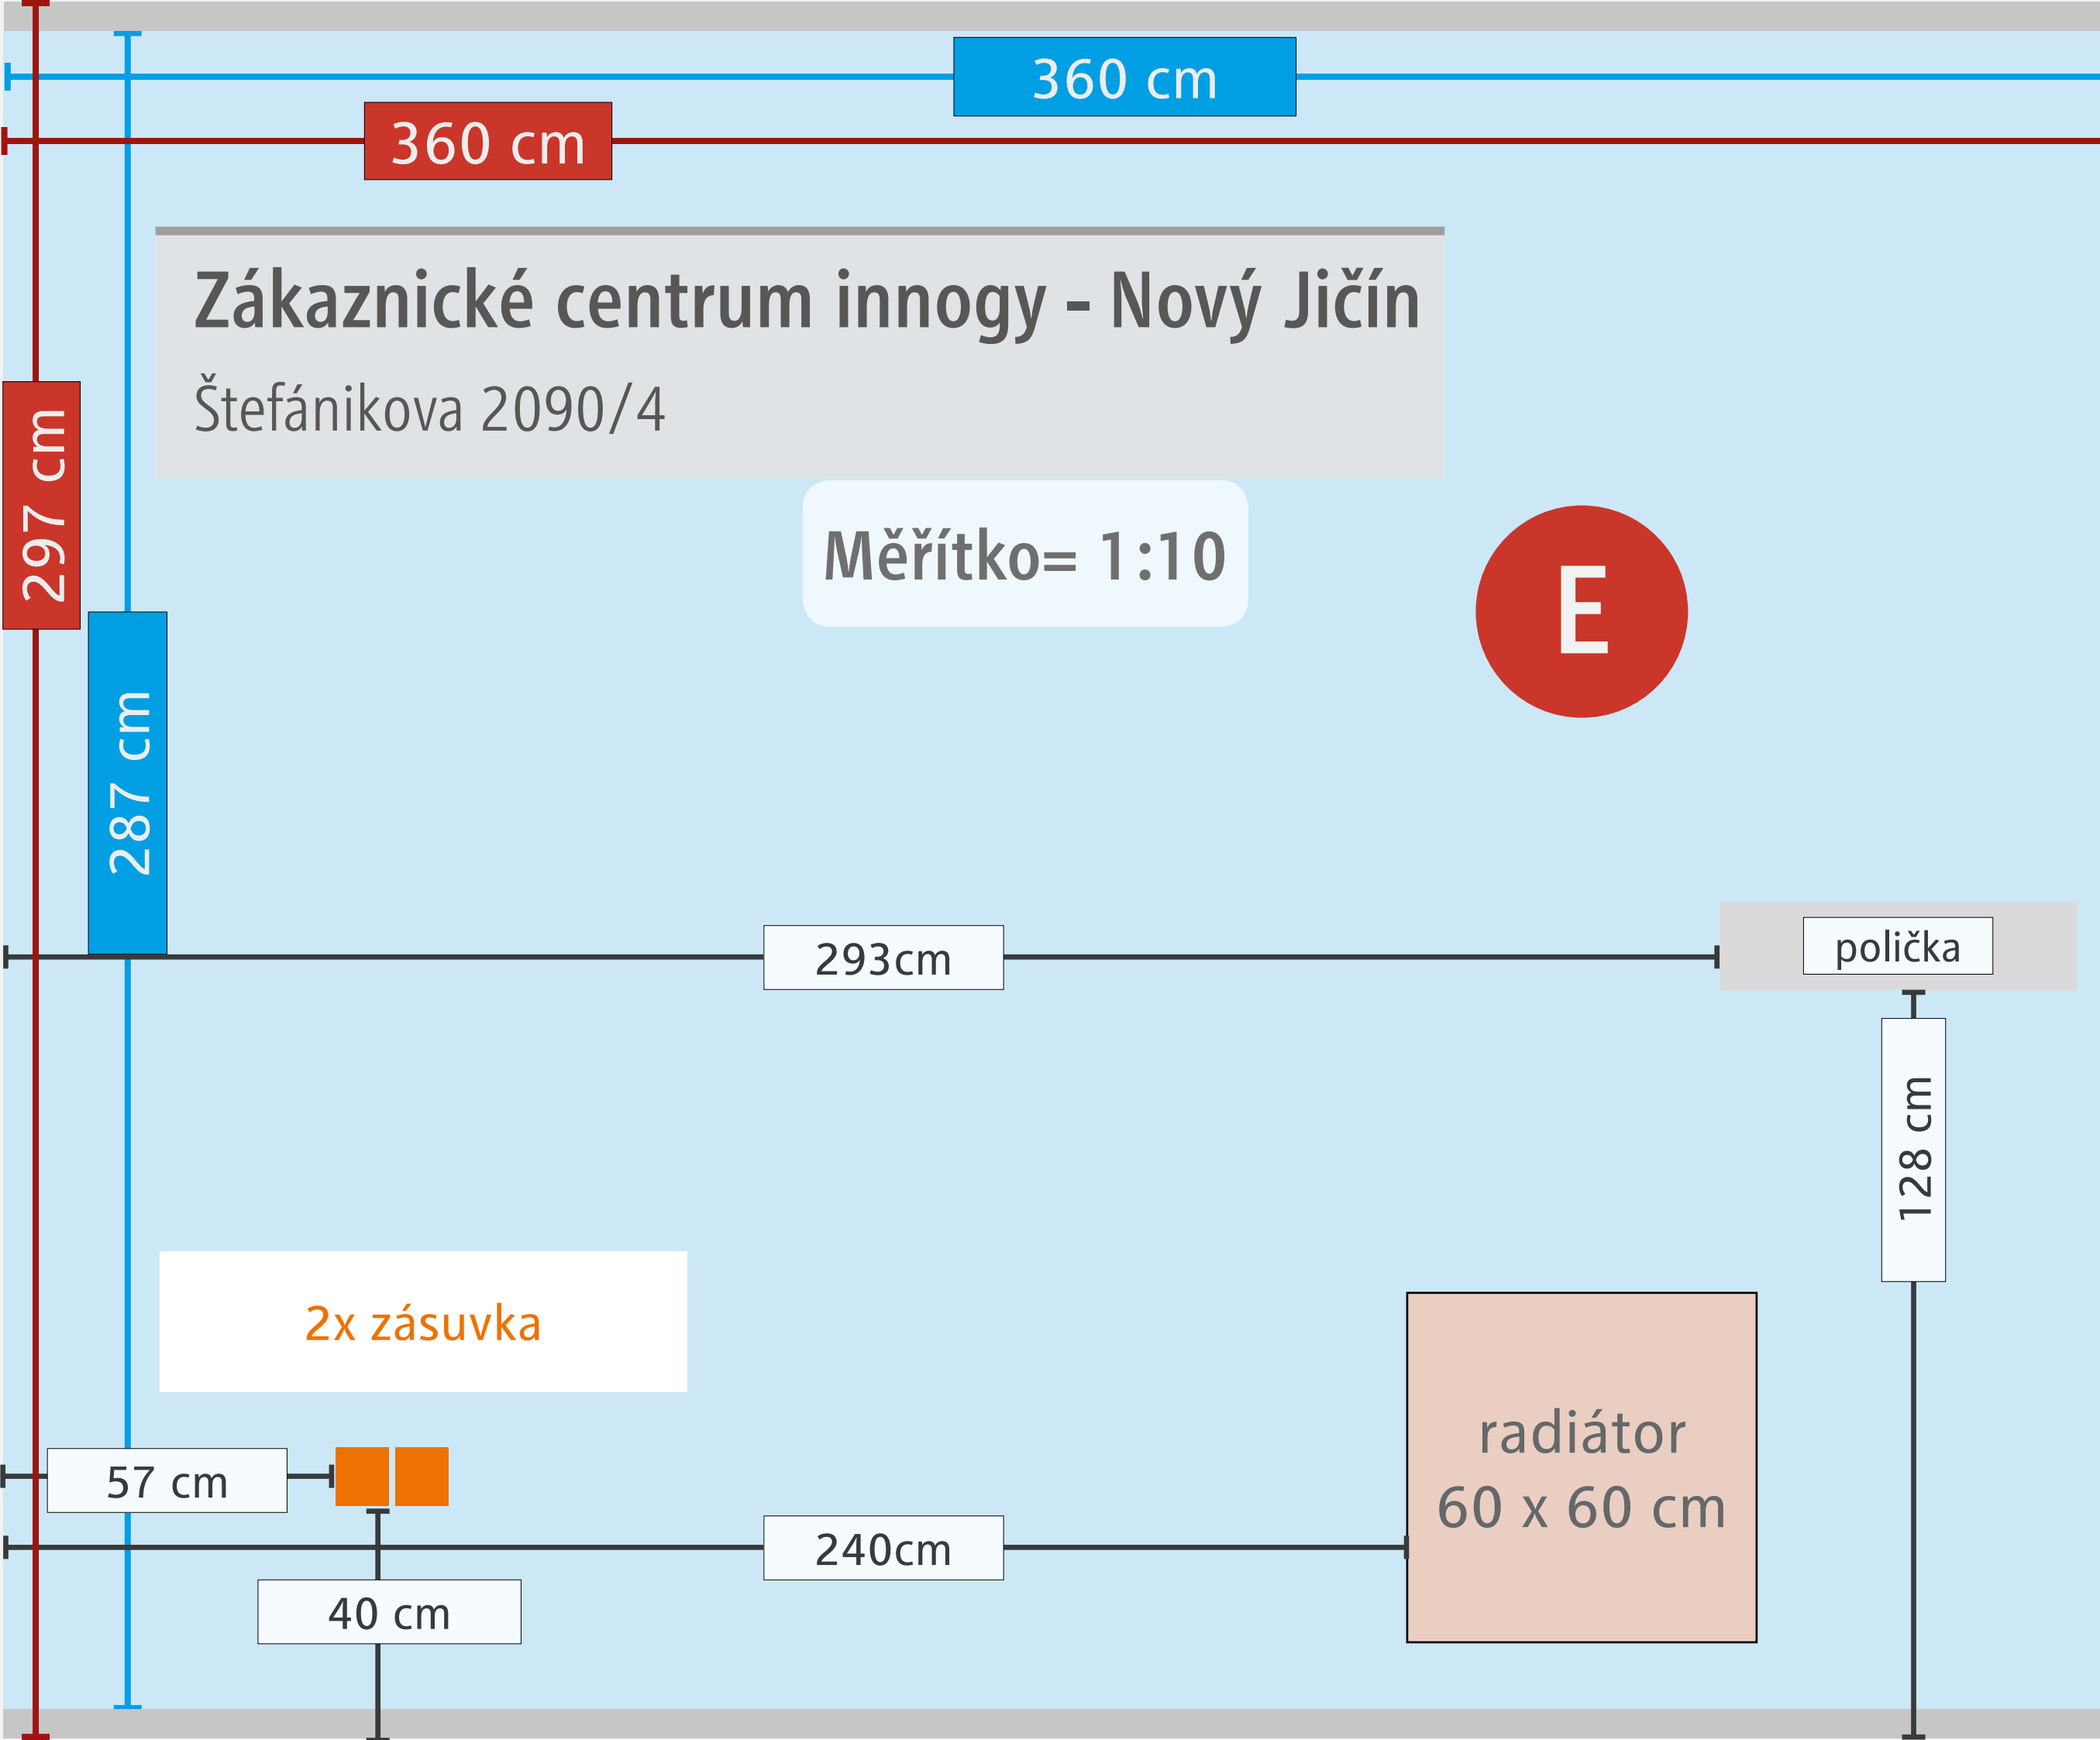 360 cm
360 cm
Zákaznické centrum innogy - Nový Jičín
Štefánikova 2090/4
297 cm
Měřítko= 1:10
E
287 cm
293cm
polička
128 cm
2x zásuvka
radiátor
60 x 60 cm
57 cm
240cm
40 cm